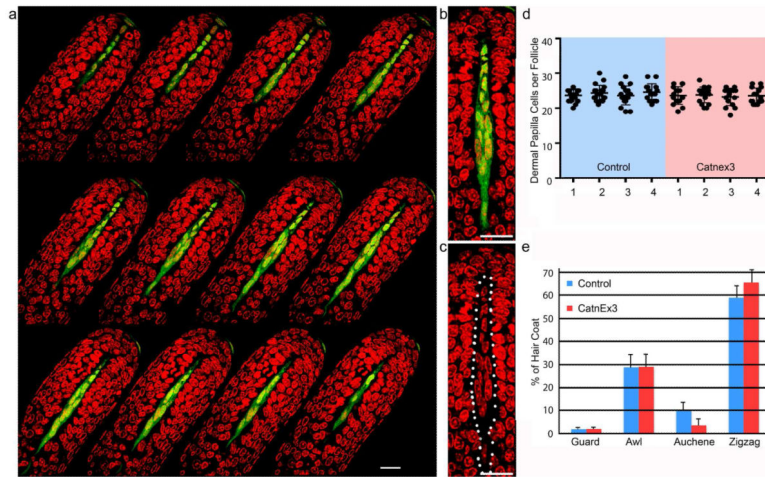 a
b
c
d
Dermal Papilla Cells per Follicle
40
30
20
10
0
Control
Catnex3
1 2 3 4 1 2 3 4
e
% of Hair Coat
70
60
50
40
30
20
10
0
Control
CatnEx3
Guard Awl Auchene Zigzag